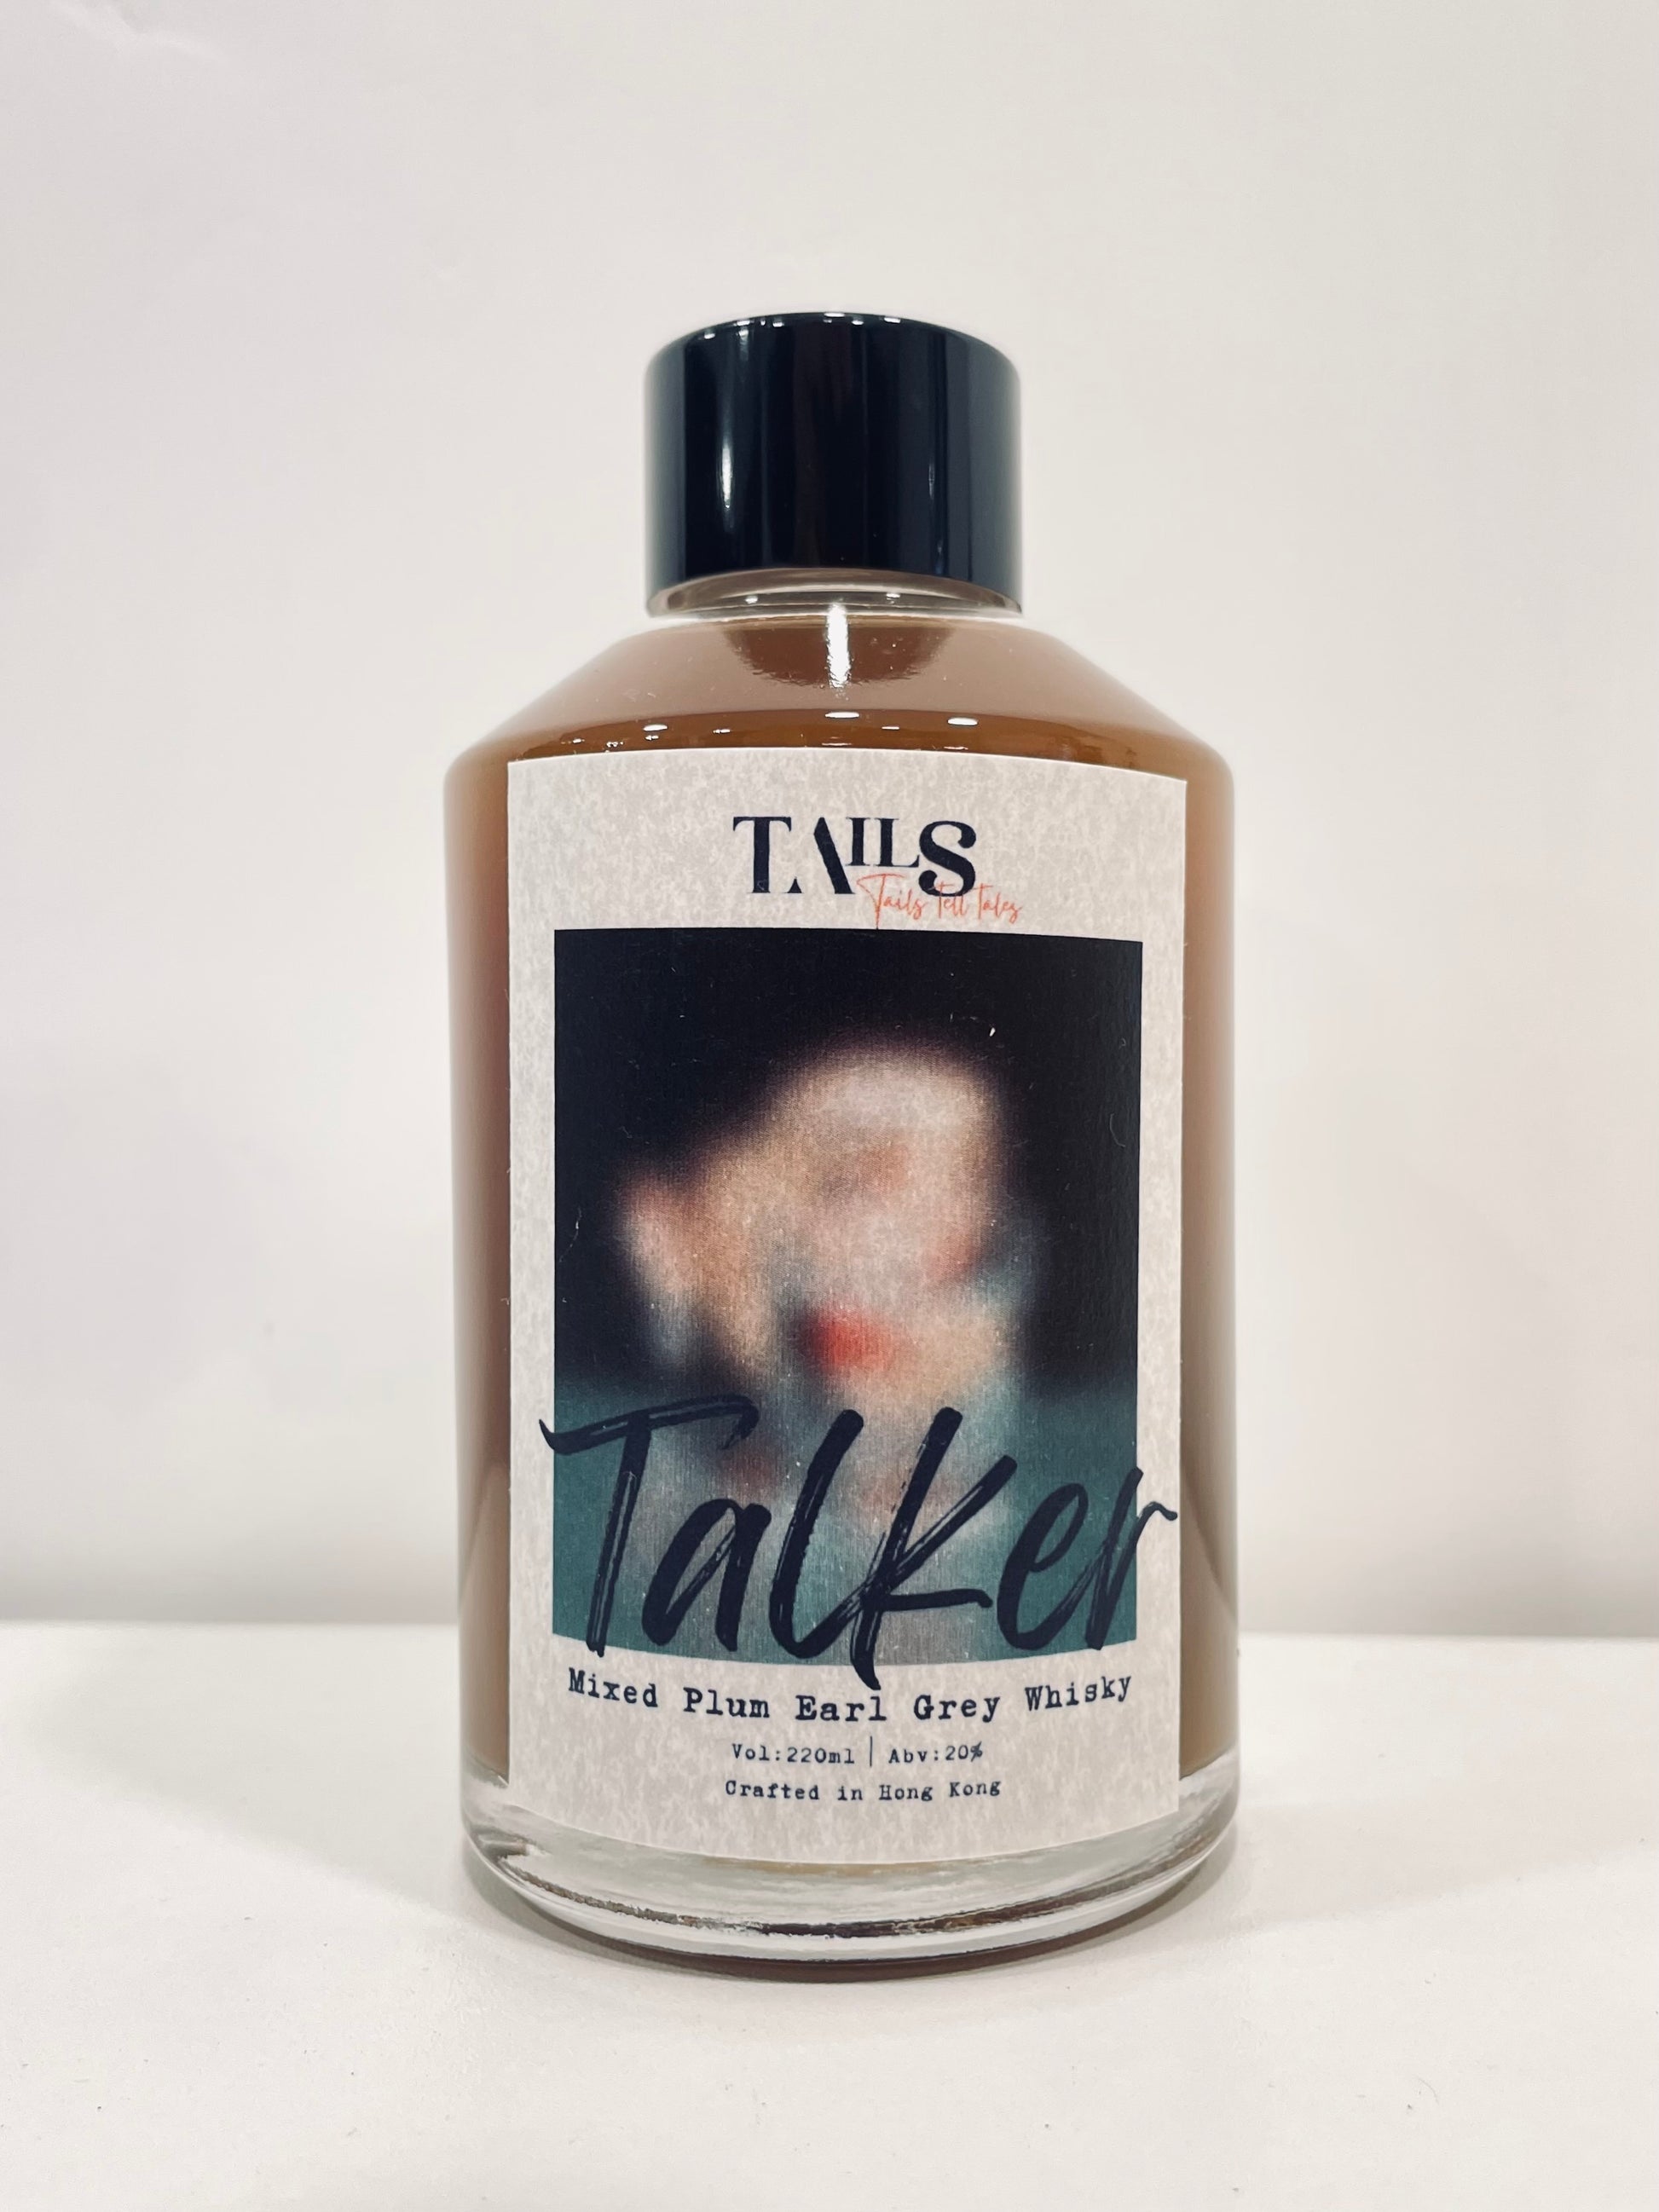 TAILS
Tails Tell Tales
Talker
Mixed Plum Earl Grey Whisky
Vol:220ml | Abv:20%
Crafted in Hong Kong